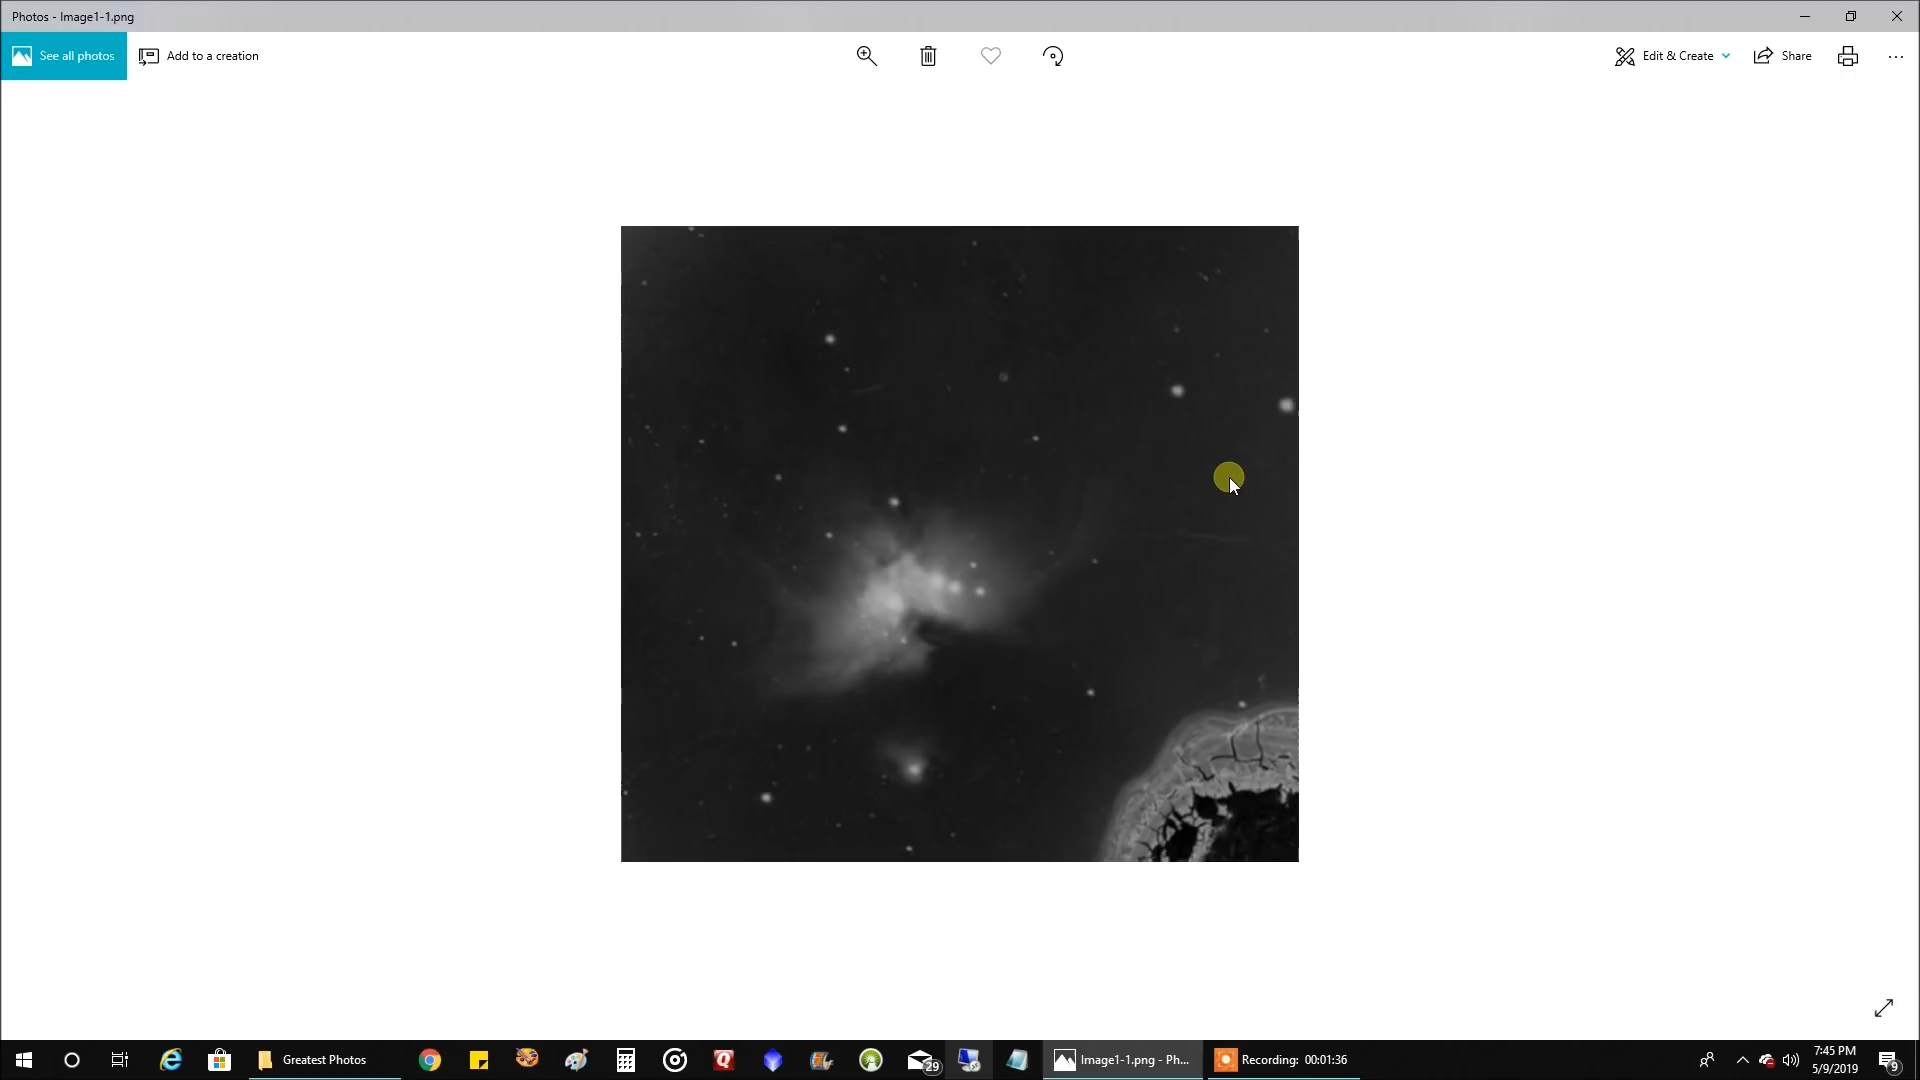 Photos - Image1-1.png
See all photos
Add to a creation
Edit & Create
Share
Greatest Photos
29
Image1-1.png - Ph...
Recording: 00:01:36
7:45 PM
5/9/2019
9